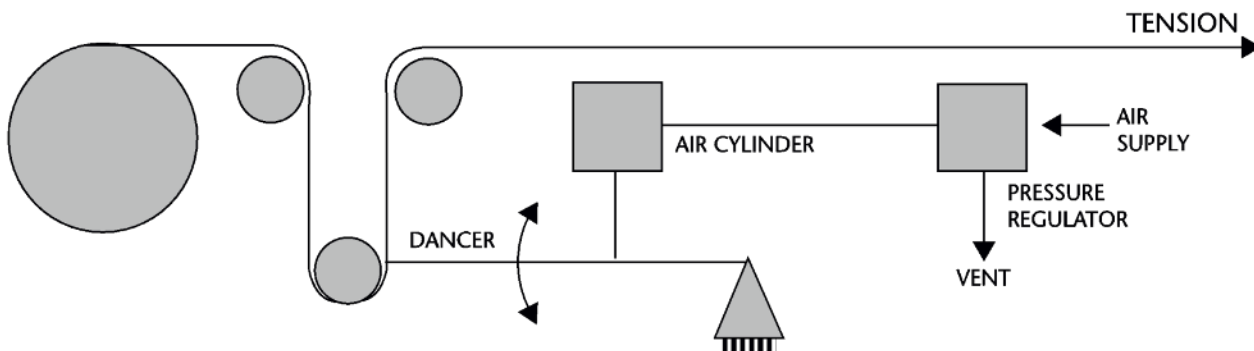 TENSION
AIR
SUPPLY
AIR CYLINDER
PRESSURE
REGULATOR
DANCER
VENT